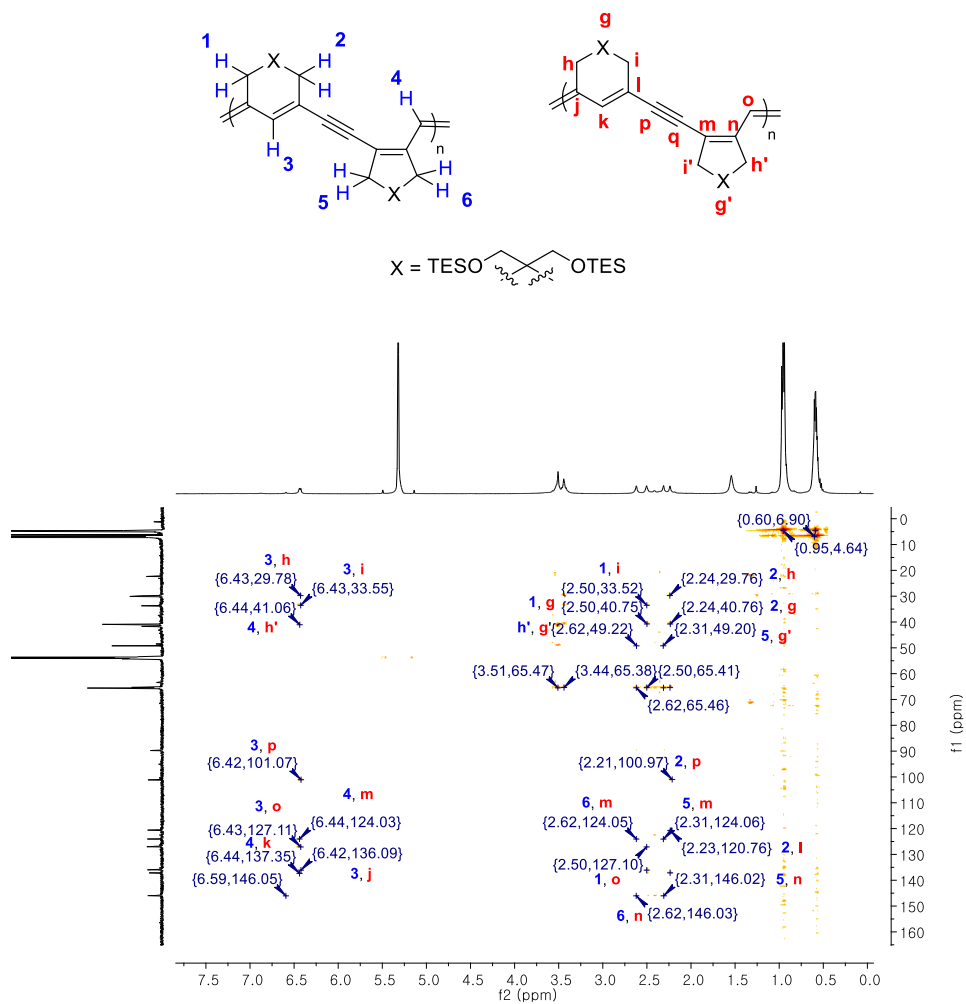 g
1 2 X
H X H h i
H H 4 l o
H j
k p m n
n q n
3 H i' h'
H H X
H X H g'
5 6
X = TESO OTES
{0.60,6.90}
{0.95,4.64}
3, h 3, i 1, i
{6.43,29.78} {6.43,33.55} {2.50,33.52} {2.24,29.76} 2, h
1, g
{6.44,41.06} {2.50,40.75} {2.24,40.76} 2, g
4, h' h', g' {2.62,49.22} {2.31,49.20} 5, g'
{3.51,65.47} {3.44,65.38} {2.50,65.41}
{2.62,65.46}
3, p 2, p
{6.42,101.07} {2.21,100.97}
4, m 6, m 5, m
3, o {2.62,124.05} {2.31,124.06}
{6.43,127.11} {6.44,124.03} {2.23,120.76} 2, l
4, k {2.50,127.10}
{6.44,137.35} {6.42,136.09} 1, o {2.31,146.02} 5, n
3, j
{6.59,146.05} 6, n {2.62,146.03}
0
10
20
30
40
50
60
70
80
90
100
110
120
130
140
150
160
f1 (ppm)
7.5 7.0 6.5 6.0 5.5 5.0 4.5 4.0 3.5 3.0 2.5 2.0 1.5 1.0 0.5 0.0
f2 (ppm)